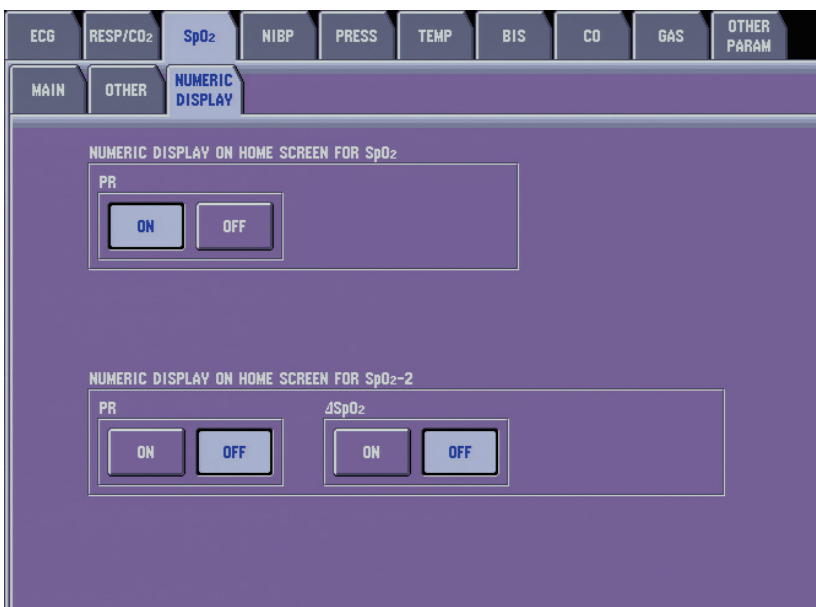 ECG RESP/CO₂ SpO₂ NIBP PRESS TEMP BIS CO GAS OTHER PARAM
MAIN OTHER NUMERIC DISPLAY
NUMERIC DISPLAY ON HOME SCREEN FOR SpO₂
PR
ON OFF
NUMERIC DISPLAY ON HOME SCREEN FOR SpO₂-2
PR ΔSpO₂
ON OFF ON OFF